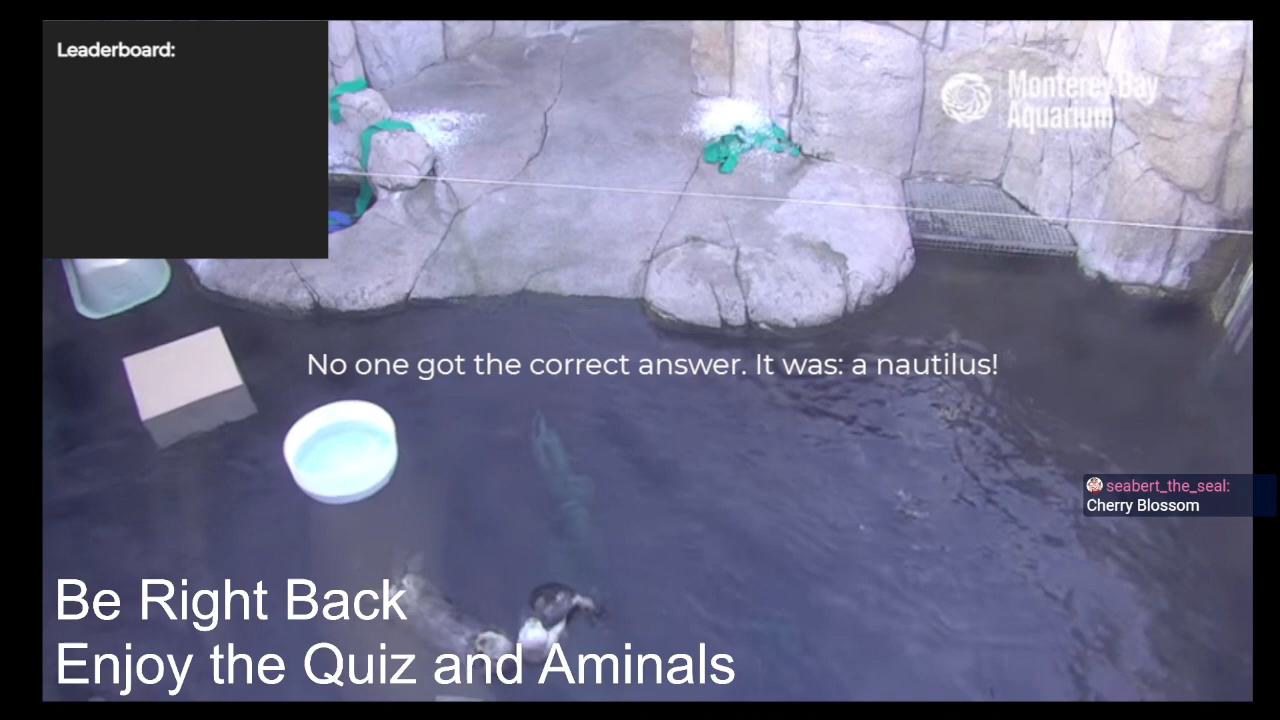 Leaderboard:
Monterey Bay
Aquarium
No one got the correct answer. It was: a nautilus!
seabert_the_seal:
Cherry Blossom
Be Right Back
Enjoy the Quiz and Aminals